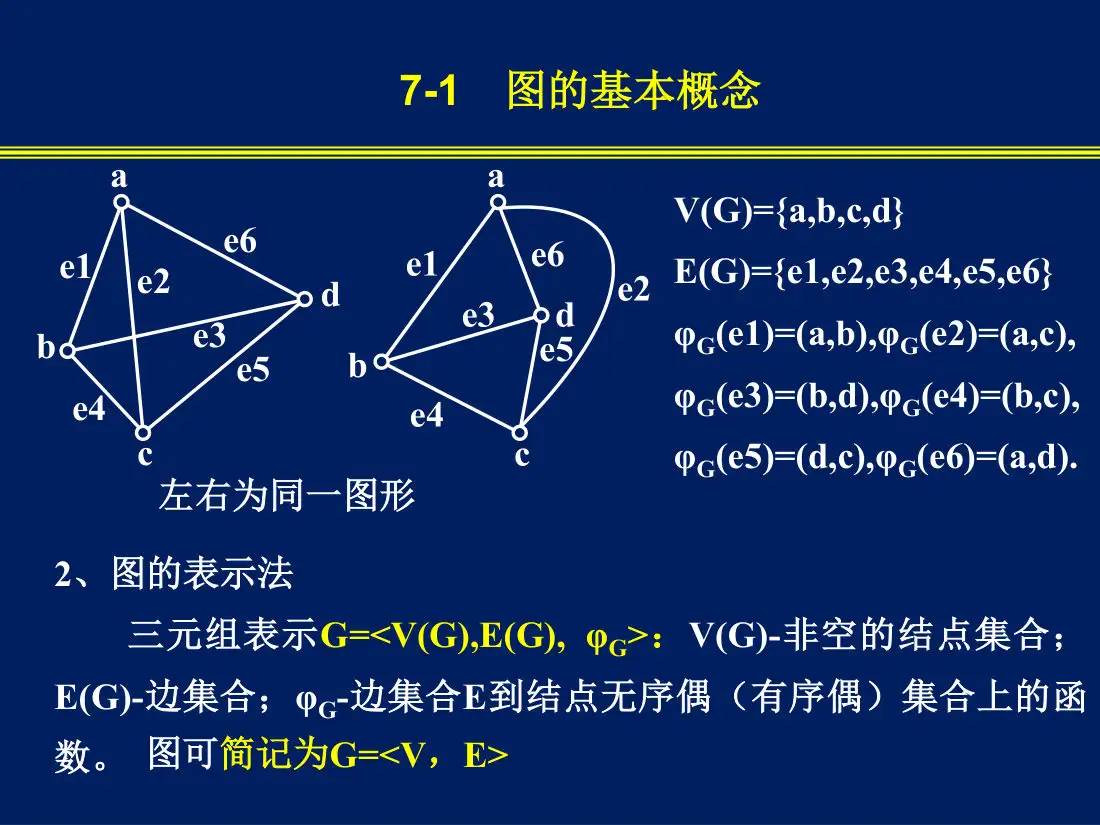 7-1 图的基本概念
a
e1
e2
e6
d
b
e3
e5
e4
c
a
e1
e6
e2
e3
d
b
e5
e4
c
左右为同一图形
V(G)={a,b,c,d}
E(G)={e1,e2,e3,e4,e5,e6}
φG(e1)=(a,b),φG(e2)=(a,c),
φG(e3)=(b,d),φG(e4)=(b,c),
φG(e5)=(d,c),φG(e6)=(a,d).
2、图的表示法
三元组表示G=<V(G),E(G), φG>：V(G)-非空的结点集合；
E(G)-边集合；φG-边集合E到结点无序偶（有序偶）集合上的函
数。 图可简记为G=<V，E>